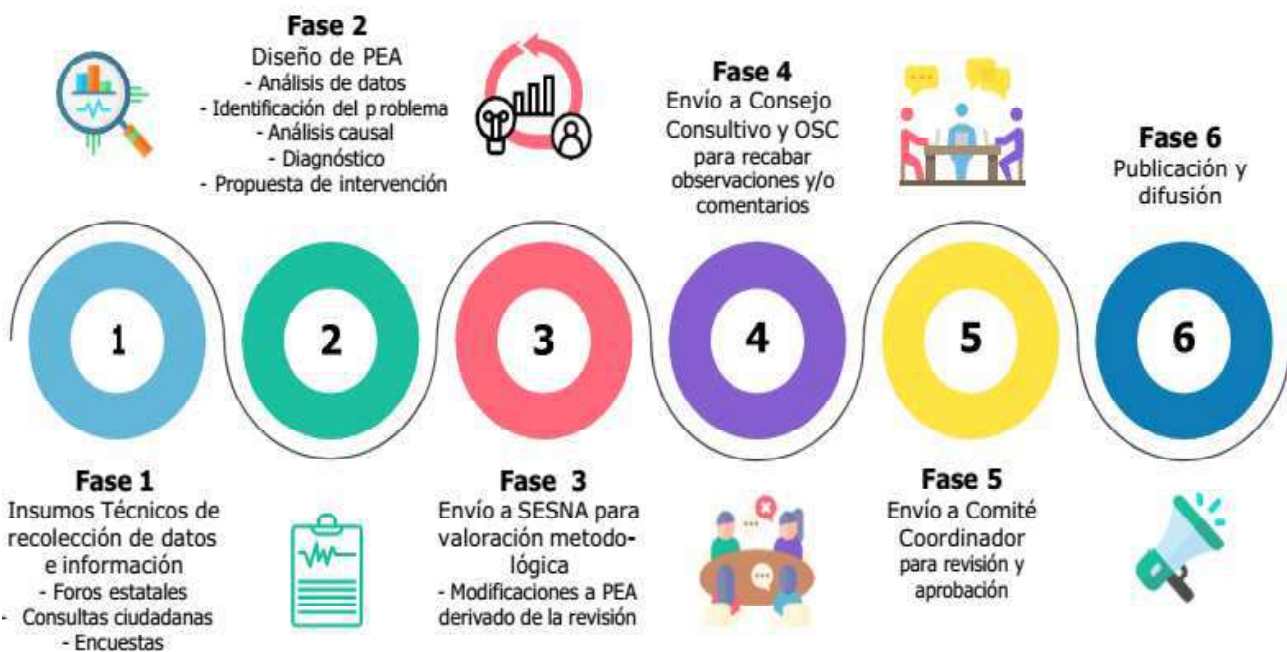 Fase 1
Insumos Técnicos de
recolección de datos
e información
- Foros estatales
- Consultas ciudadanas
- Encuestas
Fase 2
Diseño de PEA
- Análisis de datos
- Identificación del problema
- Análisis causal
- Diagnóstico
- Propuesta de intervención
Fase 3
Envío a SESNA para
valoración metodo-
lógica
- Modificaciones a PEA
derivado de la revisión
Fase 4
Envío a Consejo
Consultivo y OSC
para recabar
observaciones y/o
comentarios
Fase 5
Envío a Comité
Coordinador
para revisión y
aprobación
Fase 6
Publicación y
difusión
1
2
3
4
5
6